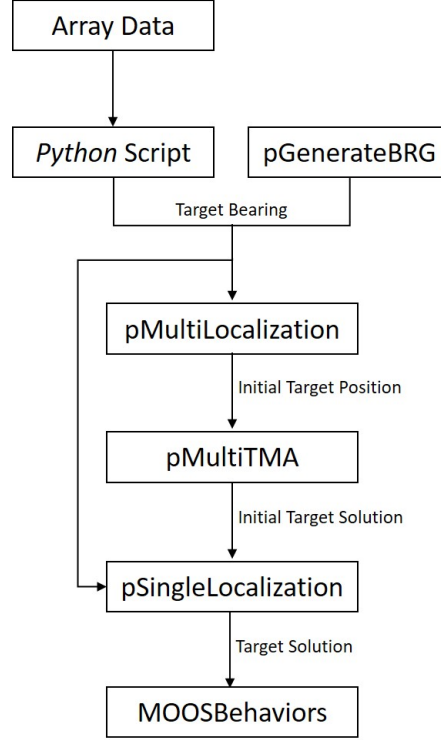 Array Data
Python Script
pGenerateBRG
Target Bearing
pMultiLocalization
Initial Target Position
pMultiTMA
Initial Target Solution
pSingleLocalization
Target Solution
MOOSBehaviors